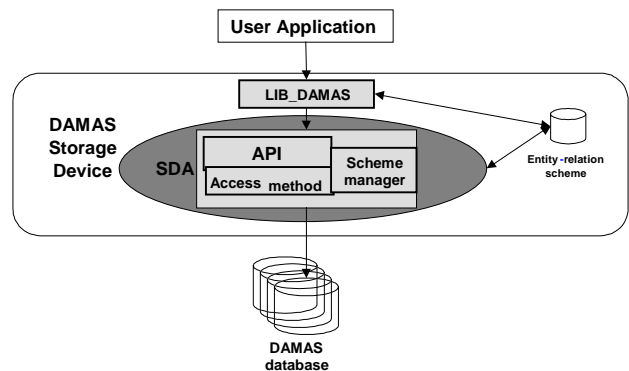 User Application
LIB_DAMAS
DAMAS
Storage
Device
SDA
API
Access method
Scheme
manager
Entity-relation
scheme
DAMAS
database